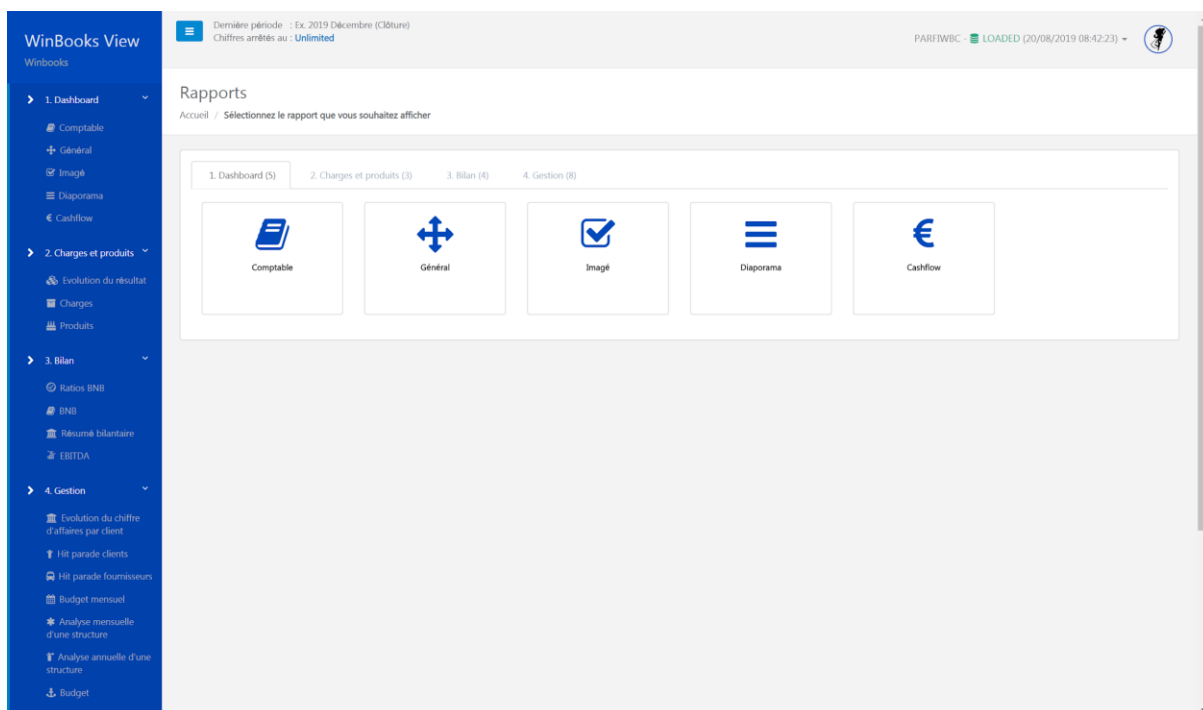 WinBooks View
Winbooks
1. Dashboard
Comptable
Général
Imagé
Diaporama
Cashflow
2. Charges et produits
Evolution du résultat
Charges
Produits
3. Bilan
Ratios BNB
BNB
Résumé bilantaire
EBITDA
4. Gestion
Evolution du chiffre
d'affaires par client
Hit parade clients
Hit parade fournisseurs
Budget mensuel
Analyse mensuelle
d'une structure
Analyse annuelle d'une
structure
Budget
Dernière période : Ex. 2019 Décembre (Clôture)
Chiffres arrêtés au : Unlimited
PARFIWBC - LOADED (20/08/2019 08:42:23)
Rapports
Accueil / Sélectionnez le rapport que vous souhaitez afficher
1. Dashboard (5) 2. Charges et produits (3) 3. Bilan (4) 4. Gestion (8)
Comptable Général Imagé Diaporama Cashflow